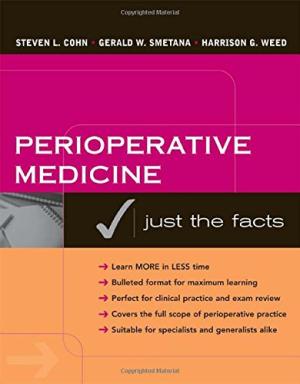 STEVEN L. COHN • GERALD W. SMETANA • HARRISON G. WEED
PERIOPERATIVE
MEDICINE
just the facts
Learn MORE in LESS time
Bulleted format for maximum learning
Perfect for clinical practice and exam review
Covers the full scope of perioperative practice
Suitable for specialists and generalists alike
Copyrighted Material